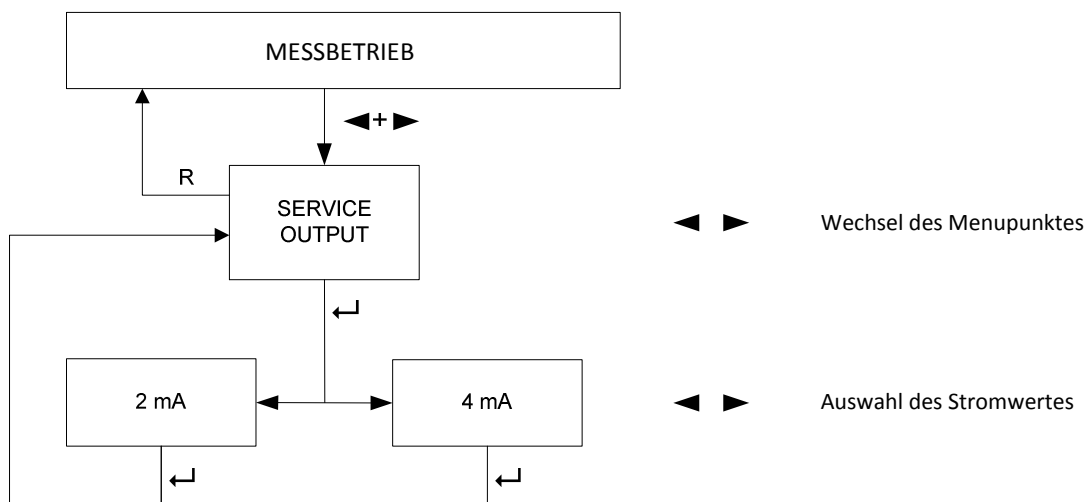 MESSBETRIEB
◄+►
R
SERVICE
OUTPUT
◄ ► Wechsel des Menupunktes
↵
2 mA
4 mA
◄ ► Auswahl des Stromwertes
↵
↵